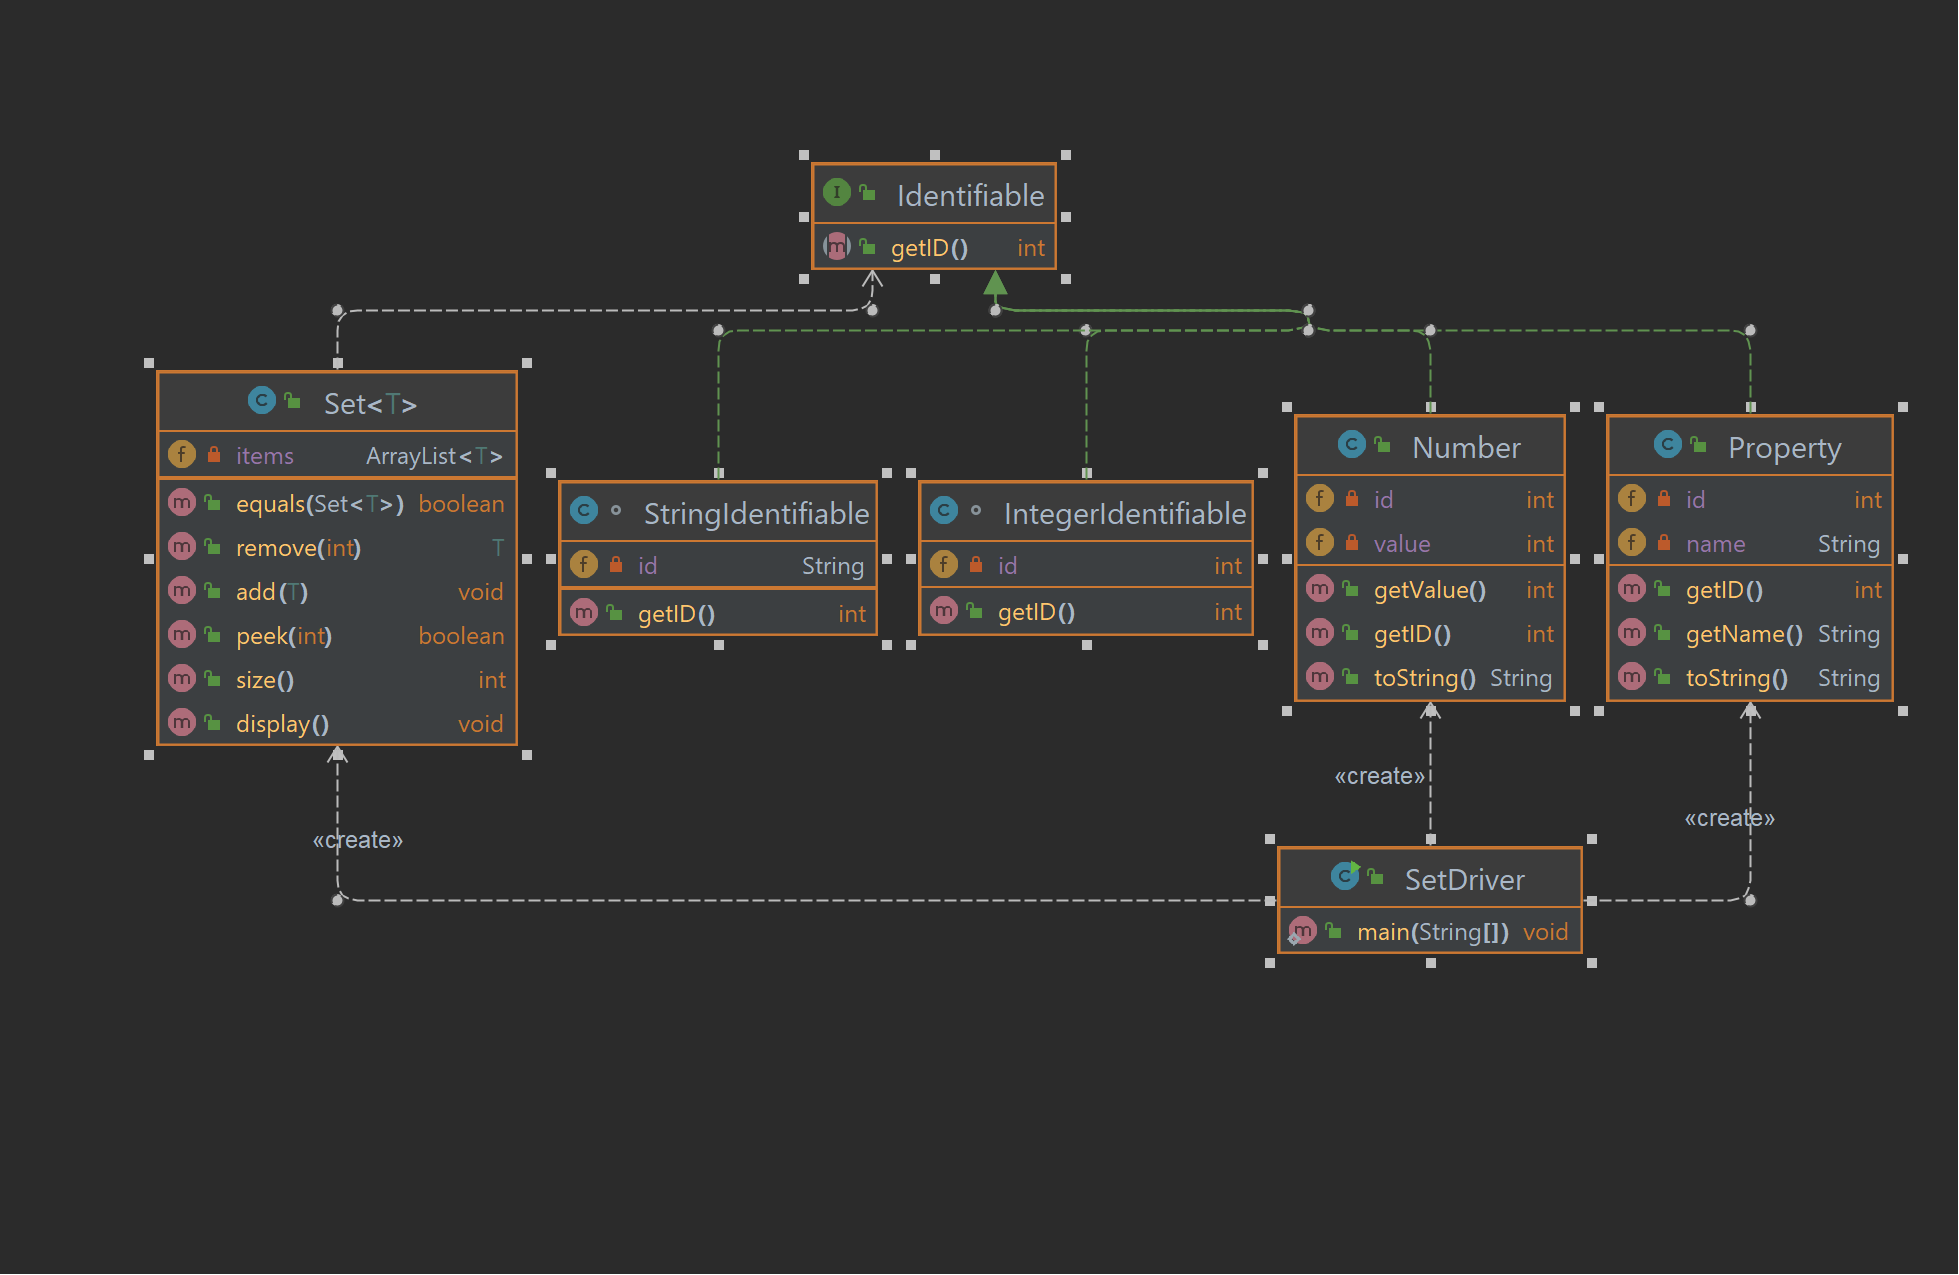 Identifiable
getID() int
Set<T>
items ArrayList<T>
equals(Set<T>) boolean
remove(int) T
add(T) void
peek(int) boolean
size() int
display() void
StringIdentifiable
id String
getID() int
IntegerIdentifiable
id int
getID() int
Number
id int
value int
getValue() int
getID() int
toString() String
Property
id int
name String
getID() int
getName() String
toString() String
«create»
«create»
«create»
SetDriver
main(String[]) void